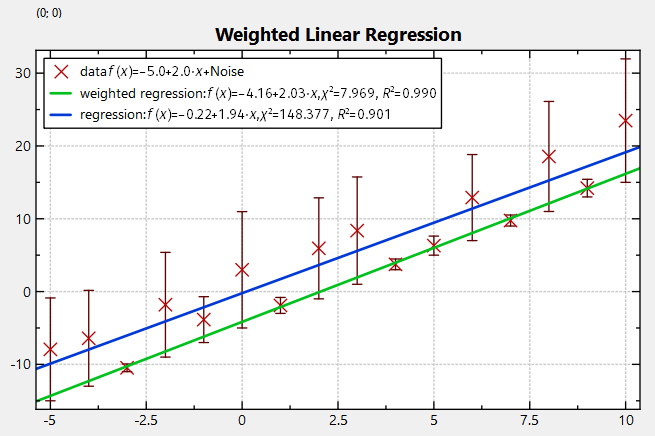 (0; 0)
Weighted Linear Regression
data f (x)=−5.0+2.0·x+Noise
weighted regression: f (x)=−4.16+2.03·x, χ²=7.969, R²=0.990
regression: f (x)=−0.22+1.94·x, χ²=148.377, R²=0.901
30
20
10
0
-10
-5 -2.5 0 2.5 5 7.5 10